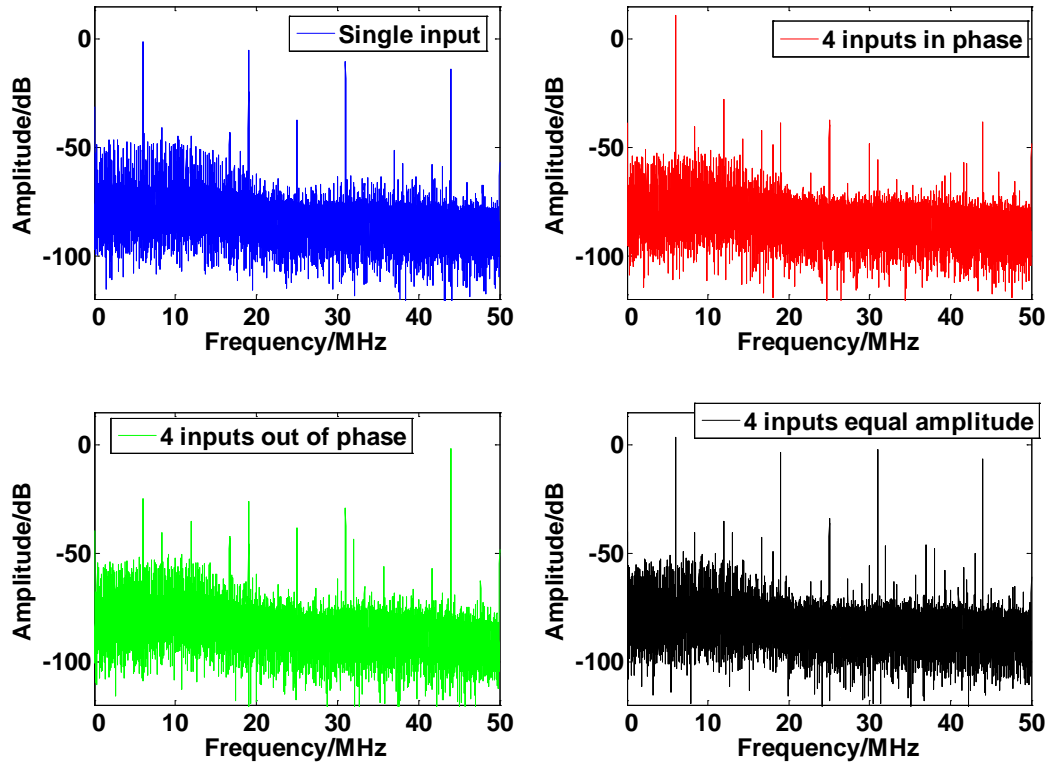 Single input
0
-50
-100
Amplitude/dB
0 10 20 30 40 50
Frequency/MHz
4 inputs in phase
0
-50
-100
Amplitude/dB
0 10 20 30 40 50
Frequency/MHz
4 inputs out of phase
0
-50
-100
Amplitude/dB
0 10 20 30 40 50
Frequency/MHz
4 inputs equal amplitude
0
-50
-100
Amplitude/dB
0 10 20 30 40 50
Frequency/MHz